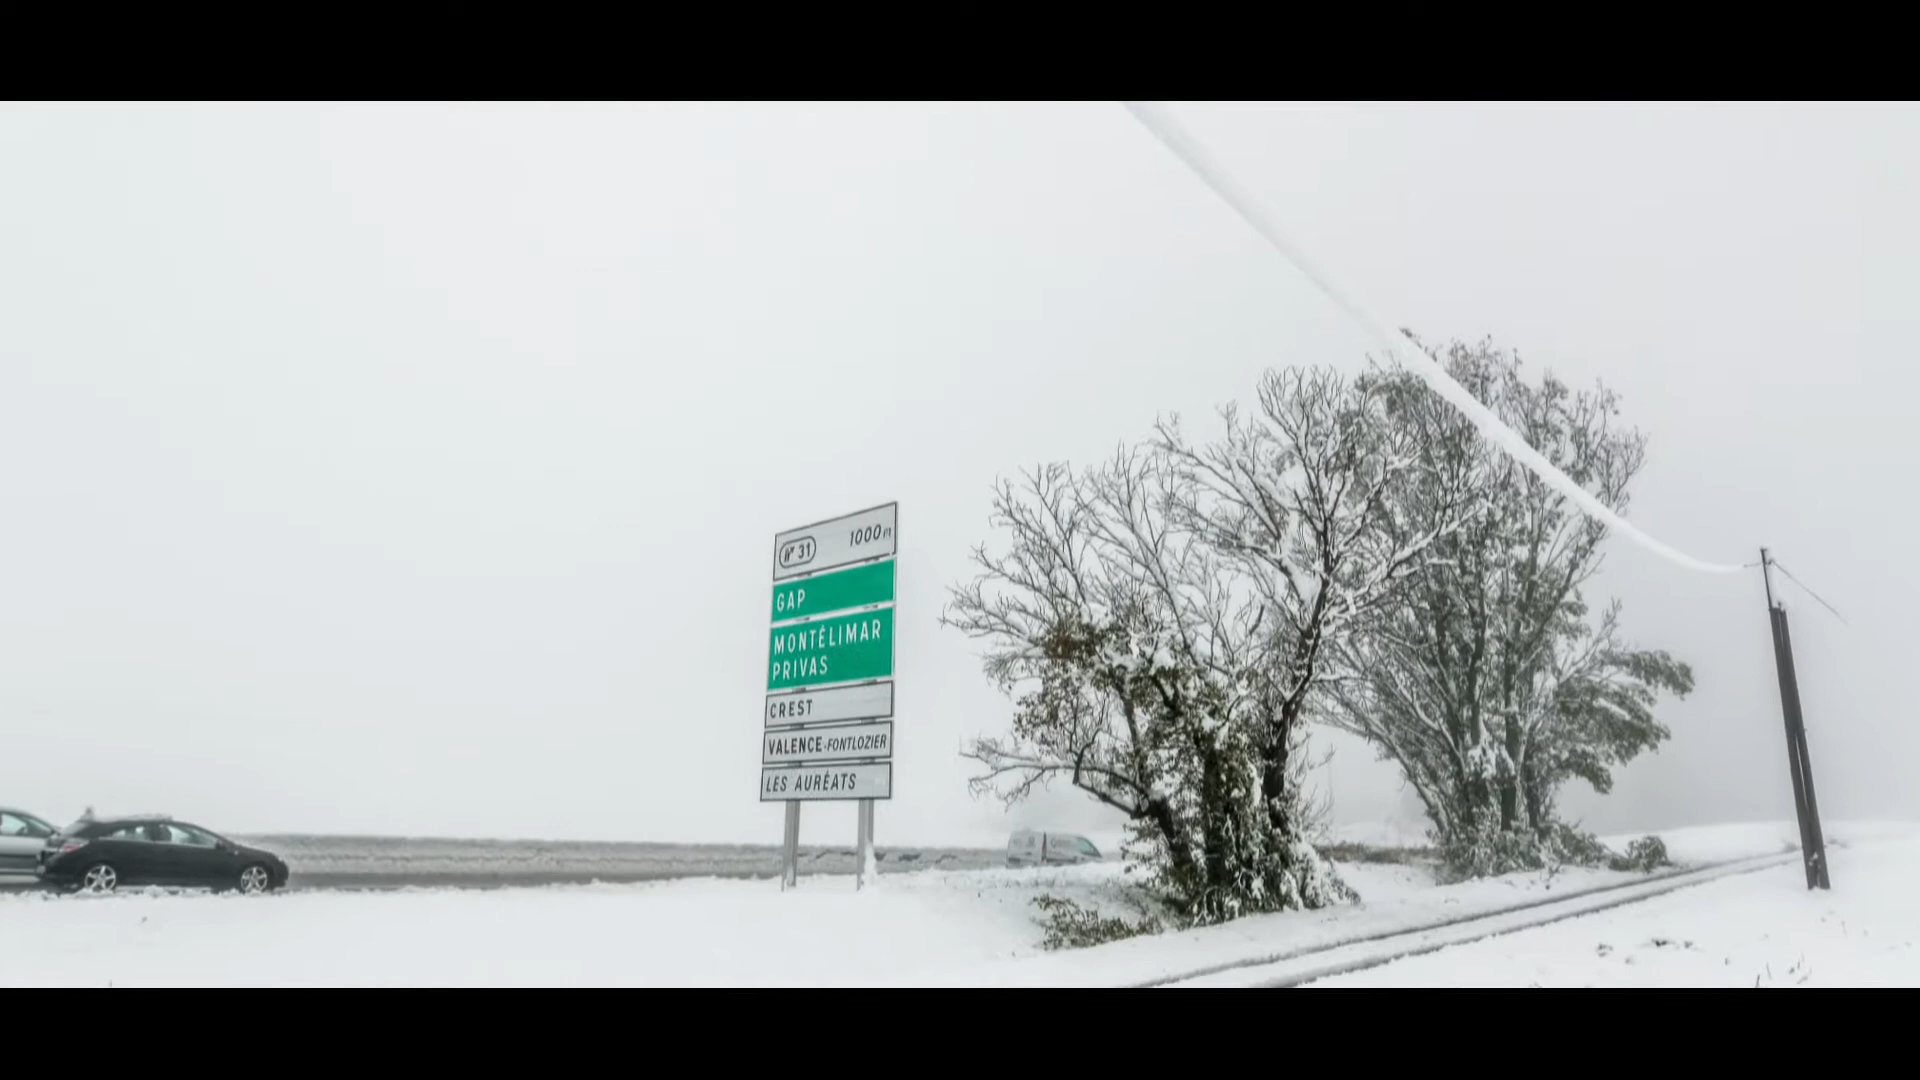 31 1000m
GAP
MONTÉLIMAR
PRIVAS
CREST
VALENCE-FONTLOZIER
LES AURÉATS